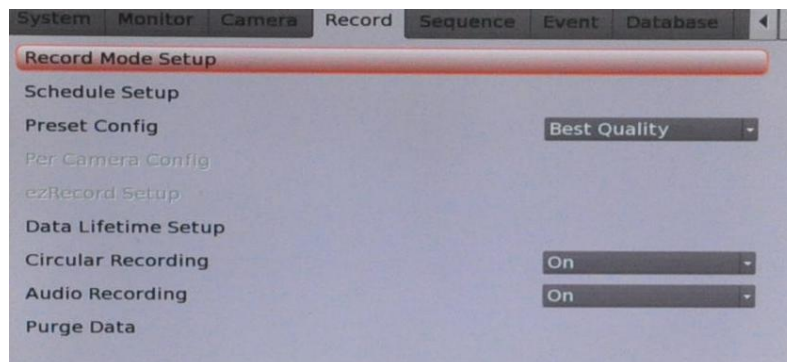 System Monitor Camera Record Sequence Event Database
Record Mode Setup
Schedule Setup
Preset Config Best Quality
Per Camera Config
ezRecord Setup
Data Lifetime Setup
Circular Recording On
Audio Recording On
Purge Data